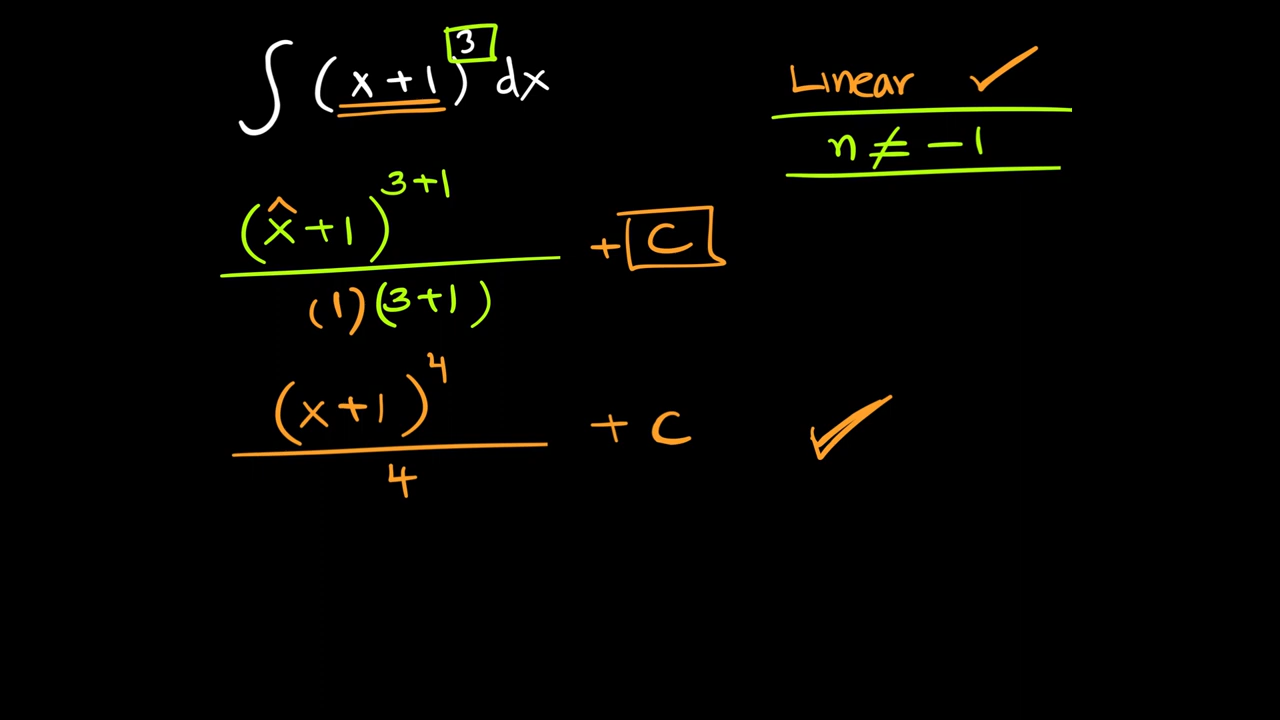 ∫ (x+1)³ dx
Linear ✓
n ≠ −1
(x+1)^(3+1) / (1)(3+1) + C
(x+1)⁴ / 4 + C ✓